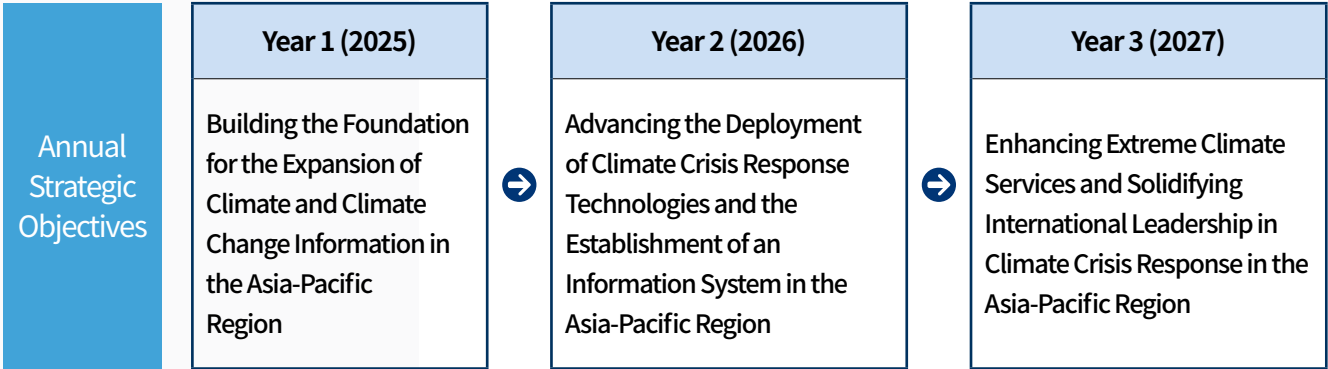 Annual
Strategic
Objectives
Year 1 (2025)
Building the Foundation
for the Expansion of
Climate and Climate
Change Information in
the Asia-Pacific
Region
Year 2 (2026)
Advancing the Deployment
of Climate Crisis Response
Technologies and the
Establishment of an
Information System in the
Asia-Pacific Region
Year 3 (2027)
Enhancing Extreme Climate
Services and Solidifying
International Leadership in
Climate Crisis Response in the
Asia-Pacific Region